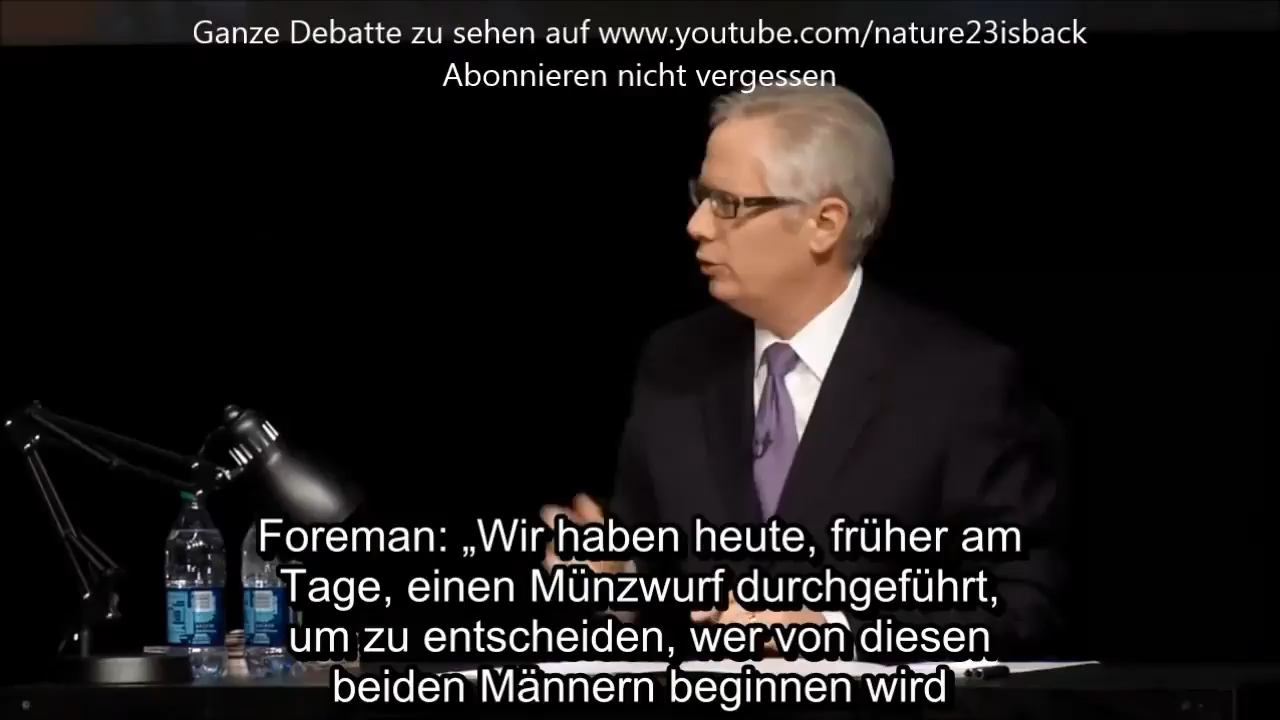 Ganze Debatte zu sehen auf www.youtube.com/nature23isback
Abonnieren nicht vergessen
Foreman: „Wir haben heute, früher am
Tage, einen Münzwurf durchgeführt,
um zu entscheiden, wer von diesen
beiden Männern beginnen wird